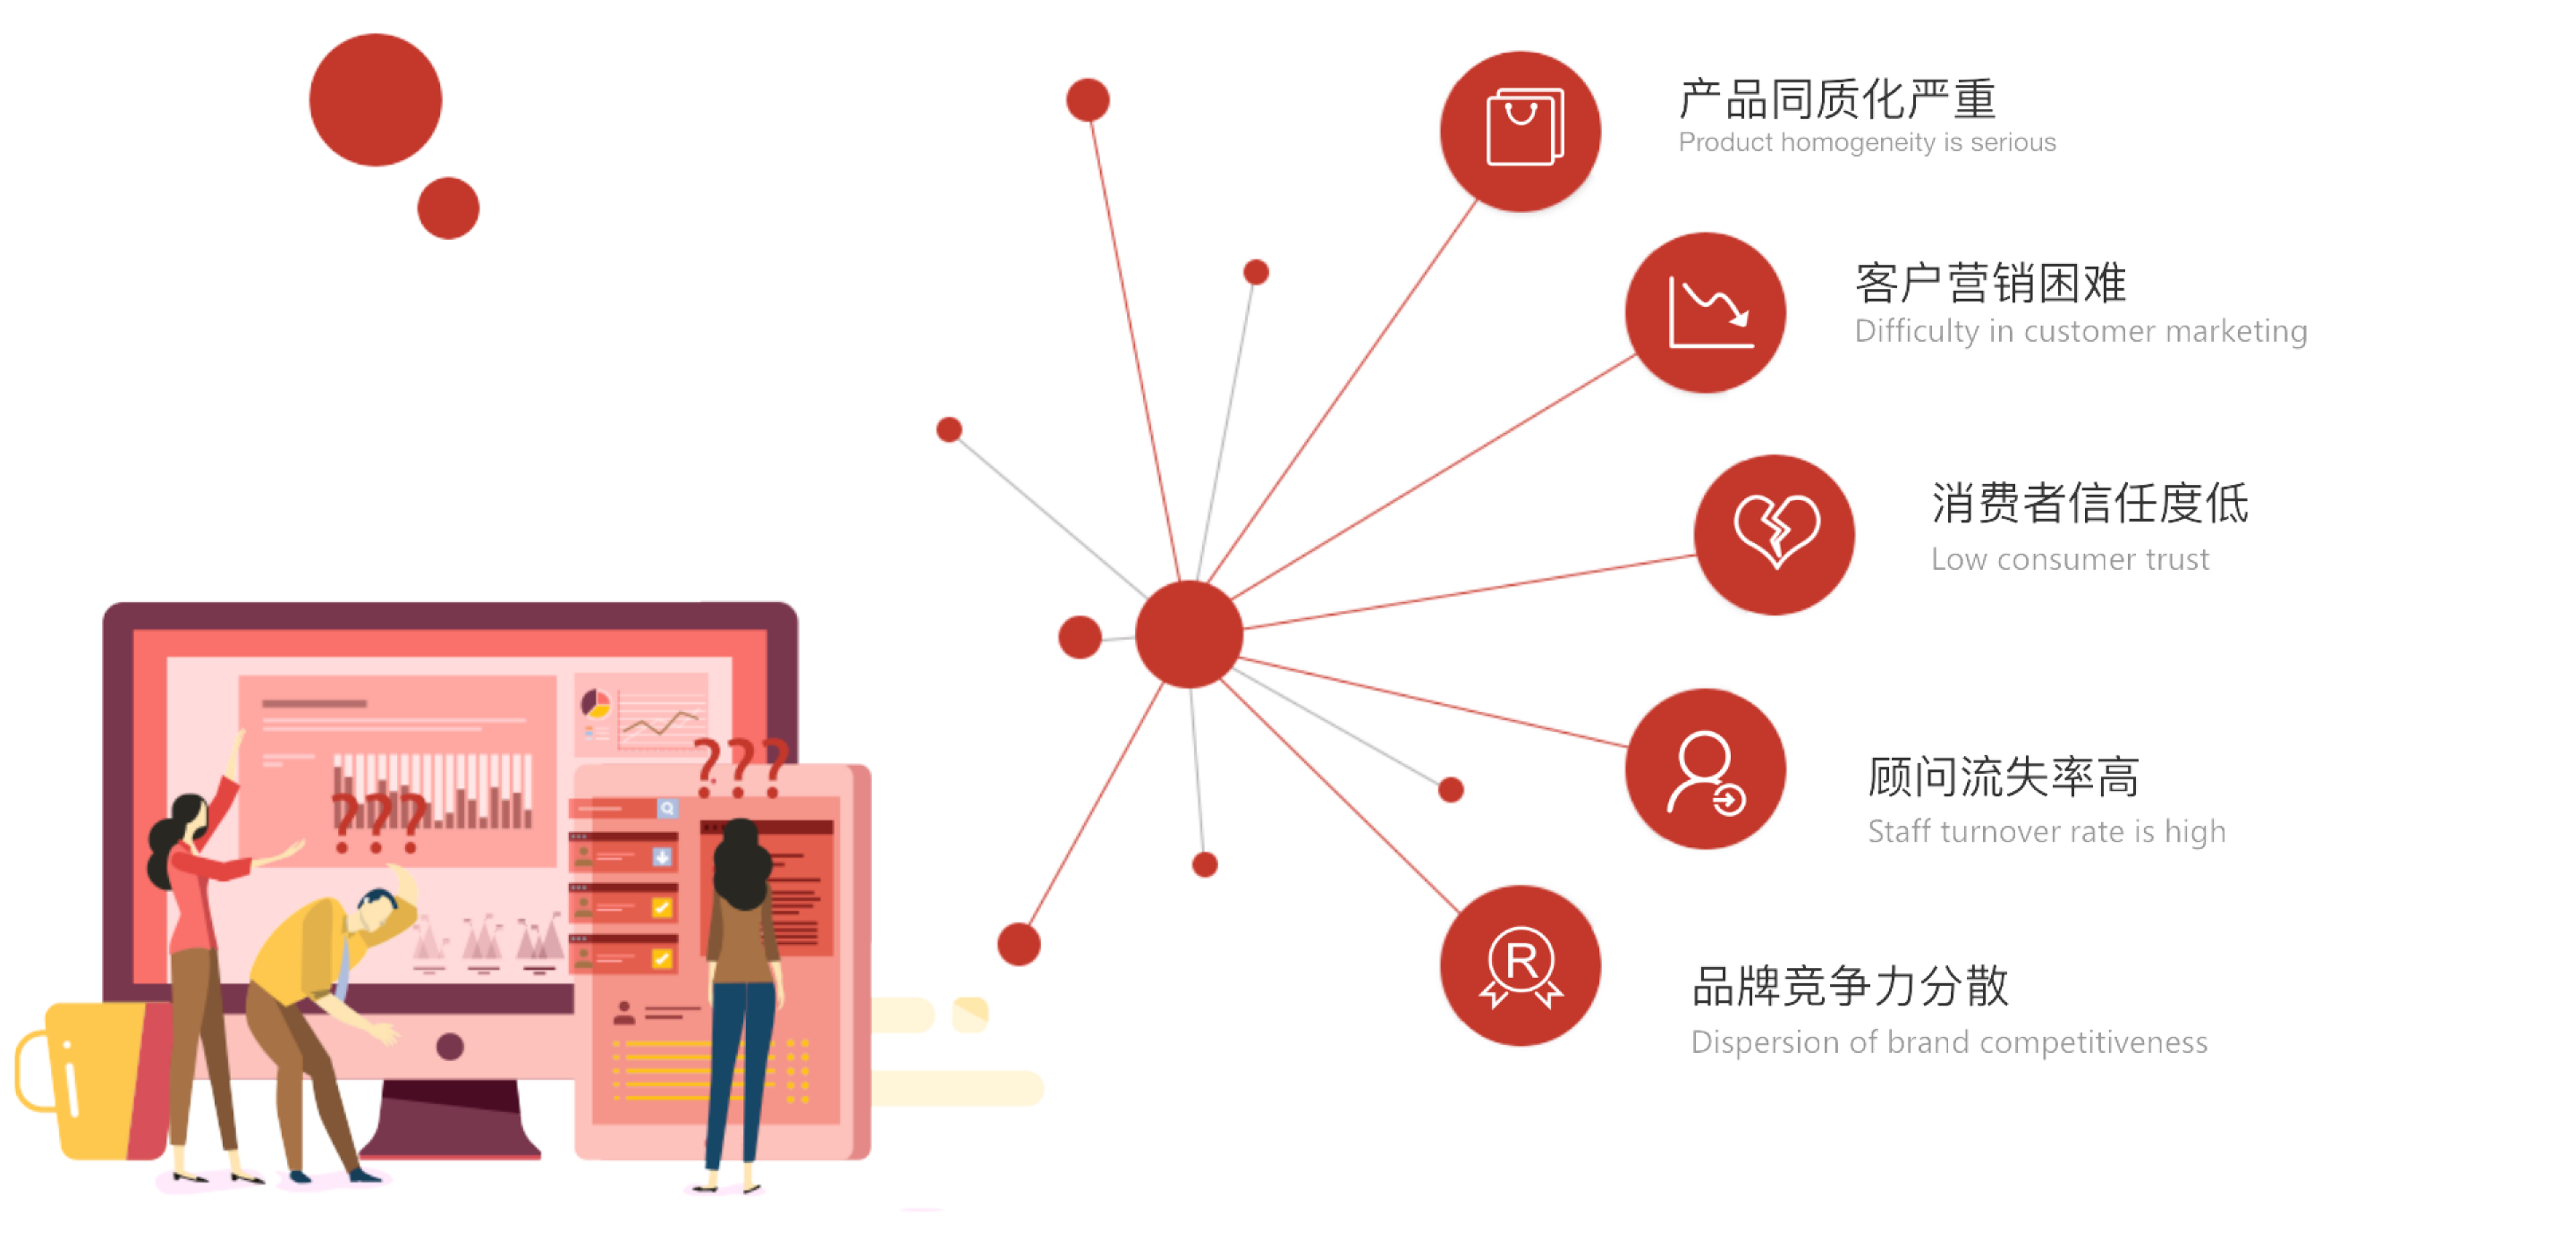 产品同质化严重
Product homogeneity is serious
客户营销困难
Difficulty in customer marketing
消费者信任度低
Low consumer trust
???
???
顾问流失率高
Staff turnover rate is high
R
品牌竞争力分散
Dispersion of brand competitiveness